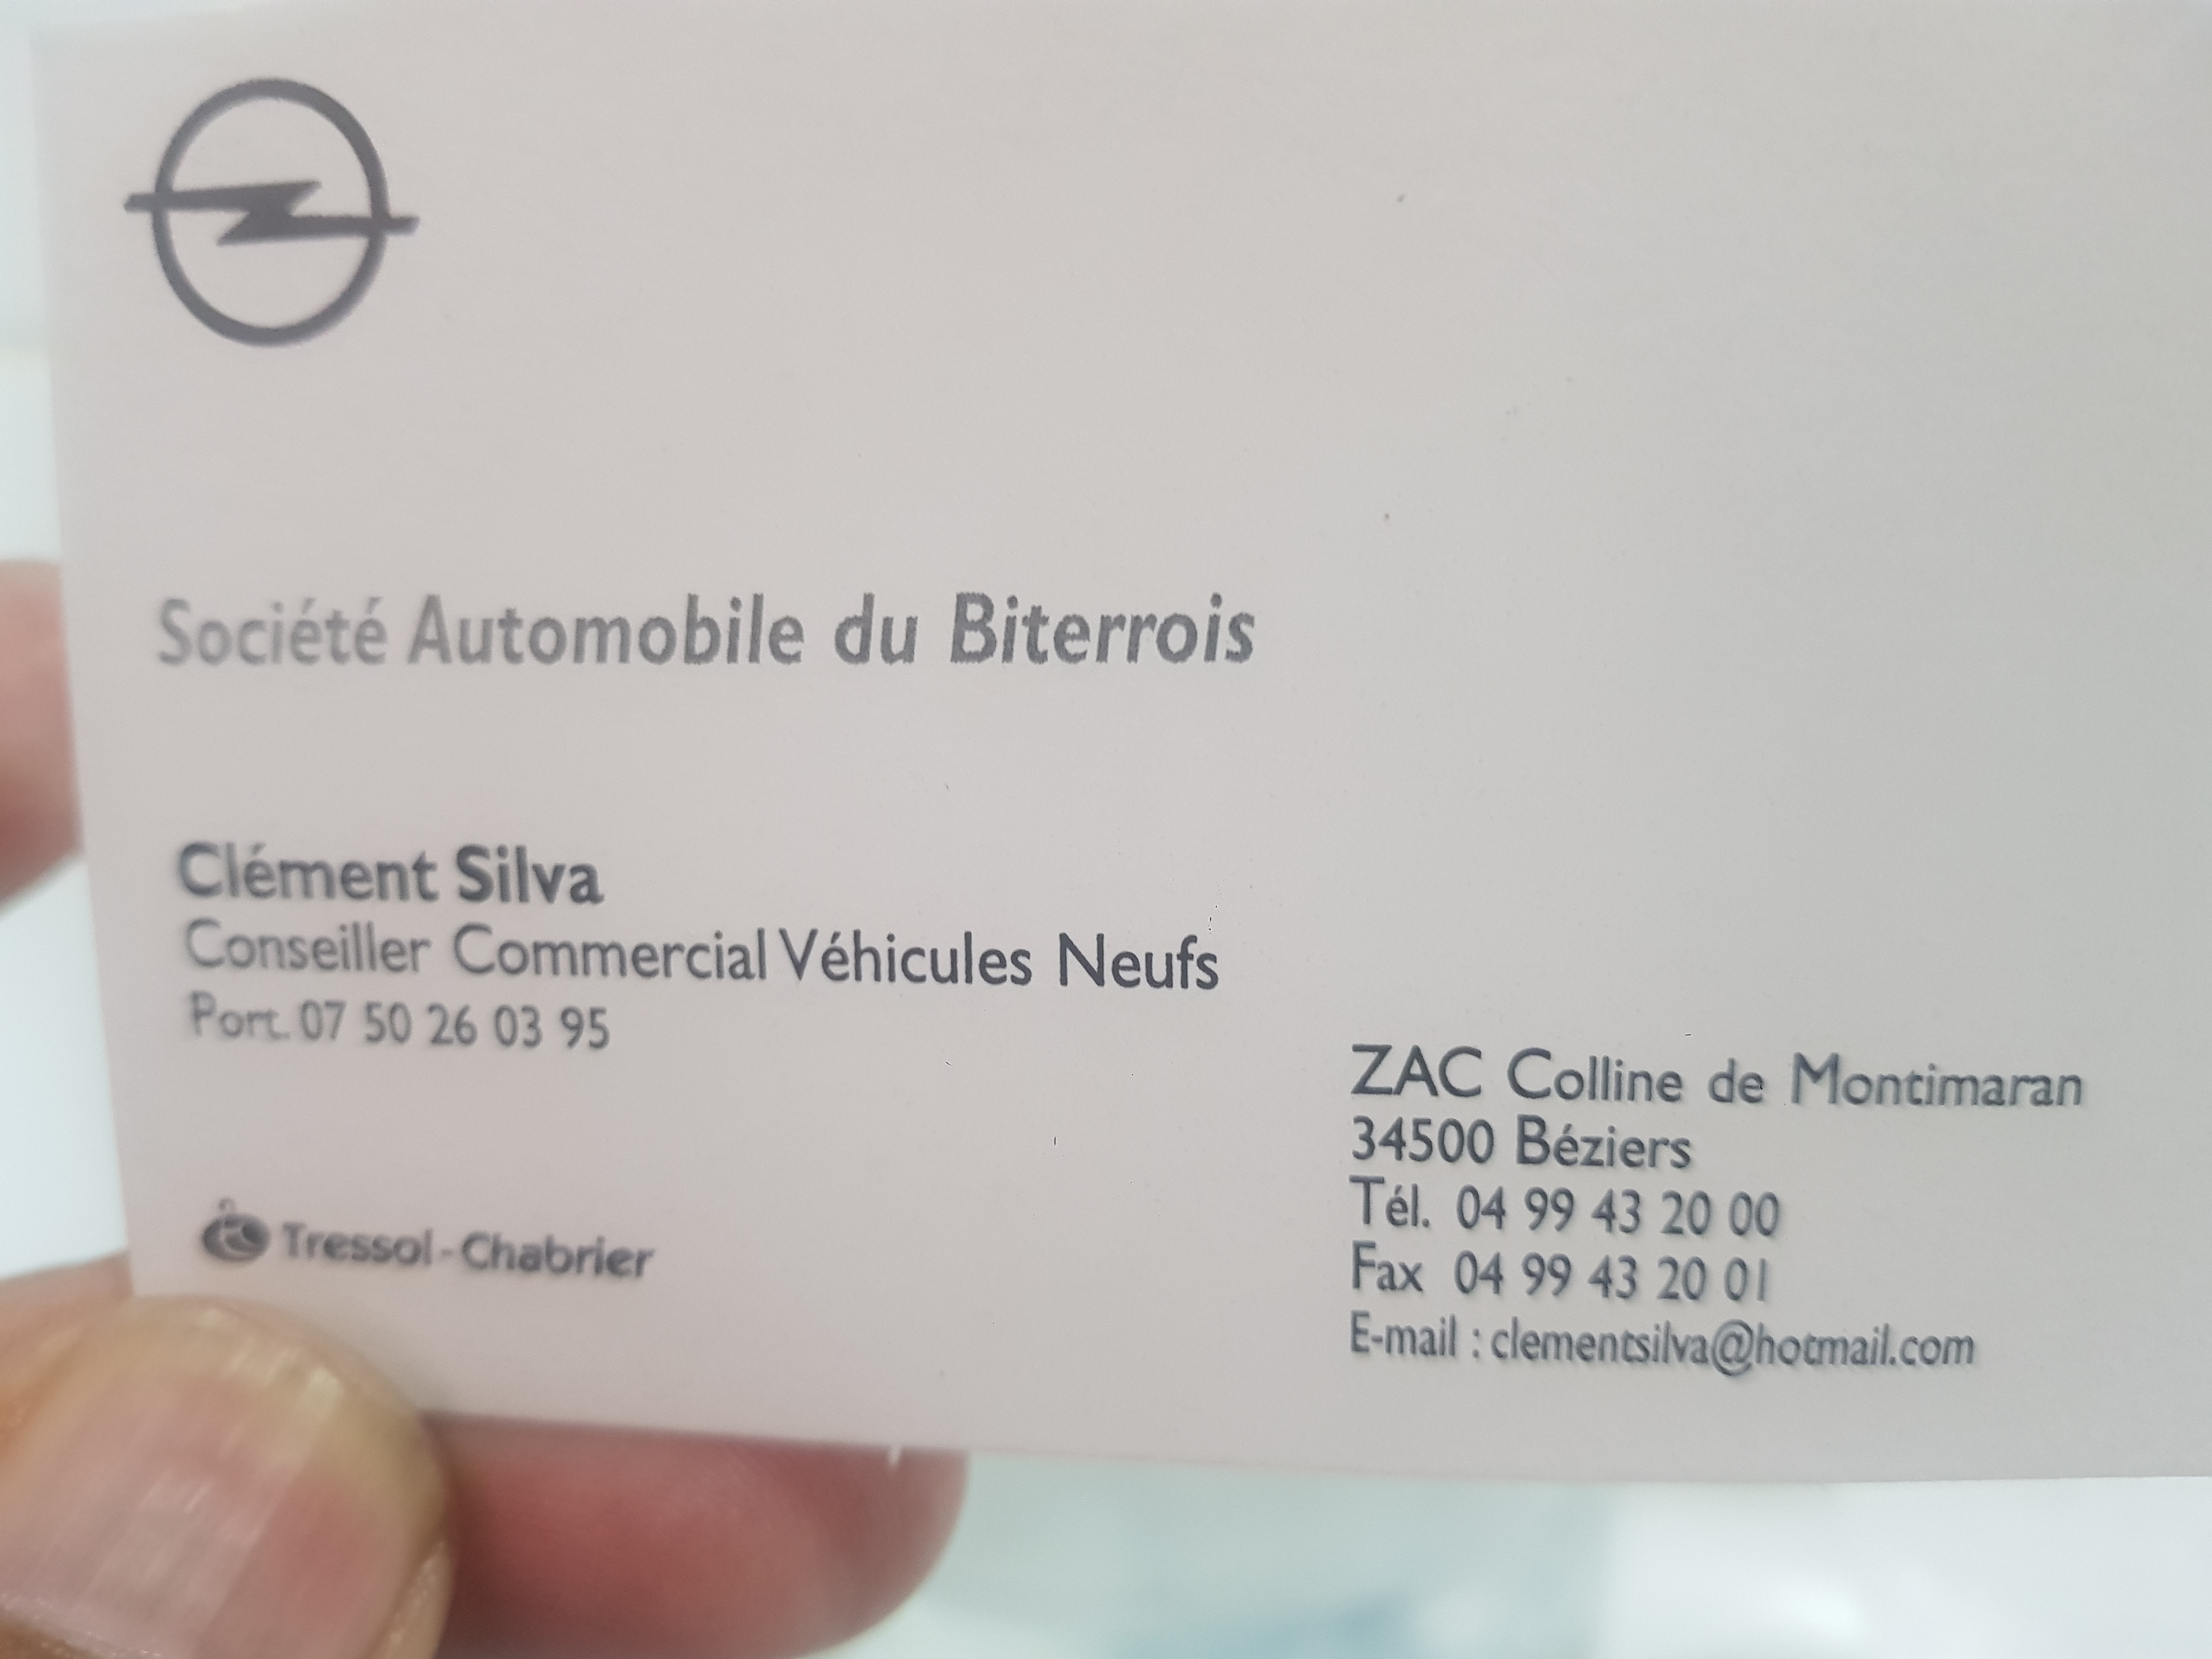 Société Automobile du Biterrois
Clément Silva
Conseiller Commercial Véhicules Neufs
Port. 07 50 26 03 95
Tressol-Chabrier
ZAC Colline de Montimaran
34500 Béziers
Tél. 04 99 43 20 00
Fax 04 99 43 20 01
E-mail : clementsilva@hotmail.com